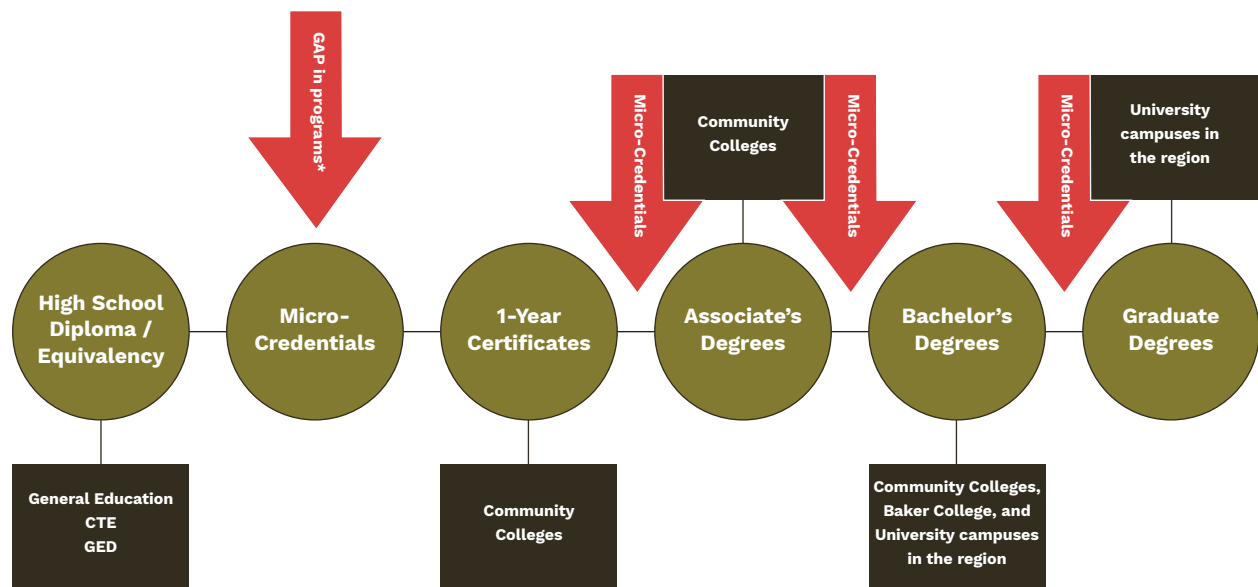 GAP in
programs*
Micro-Credentials
Community
Colleges
Micro-Credentials
Micro-Credentials
University
campuses in
the region
High School
Diploma /
Equivalency
Micro-
Credentials
1-Year
Certificates
Associate's
Degrees
Bachelor's
Degrees
Graduate
Degrees
General Education
CTE
GED
Community
Colleges
Community Colleges,
Baker College, and
University campuses
in the region